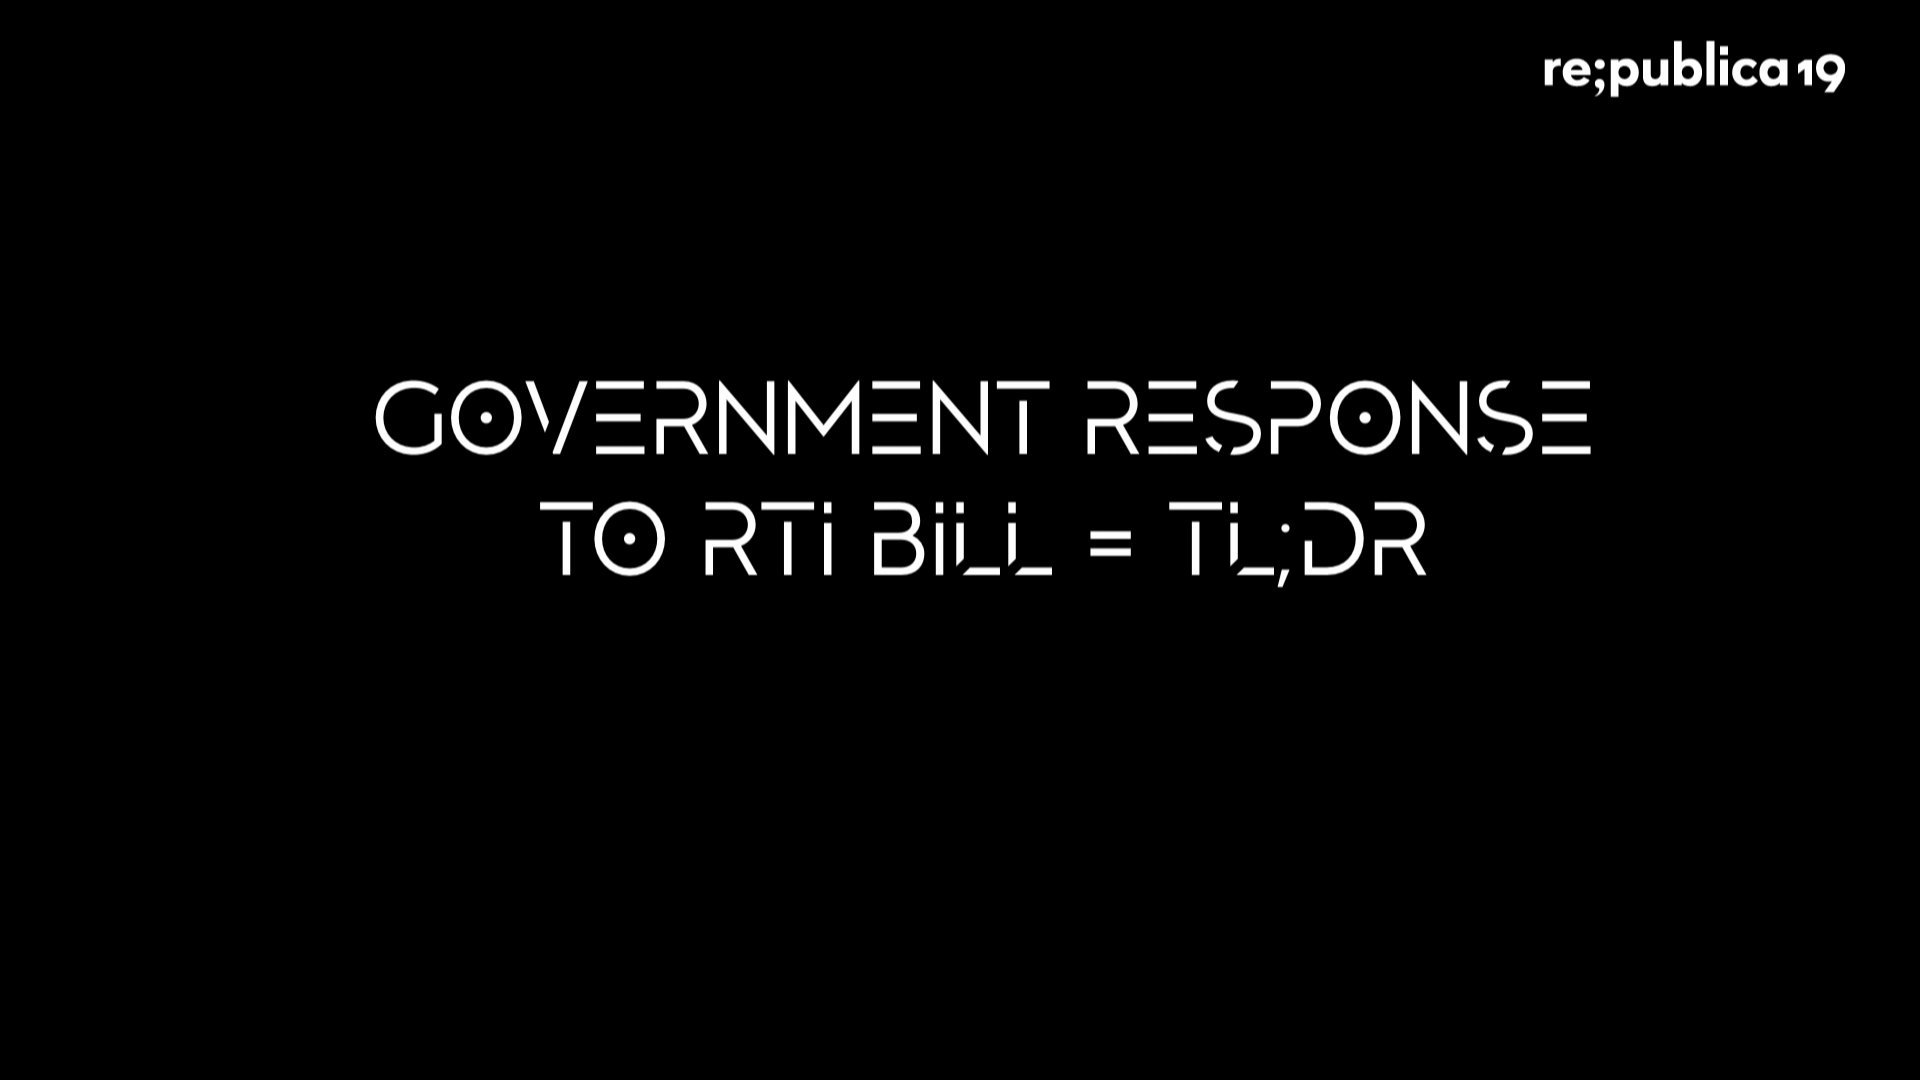 re;publica 19
GOVERNMENT RESPONSE
TO RTi BiLL = TL;DR